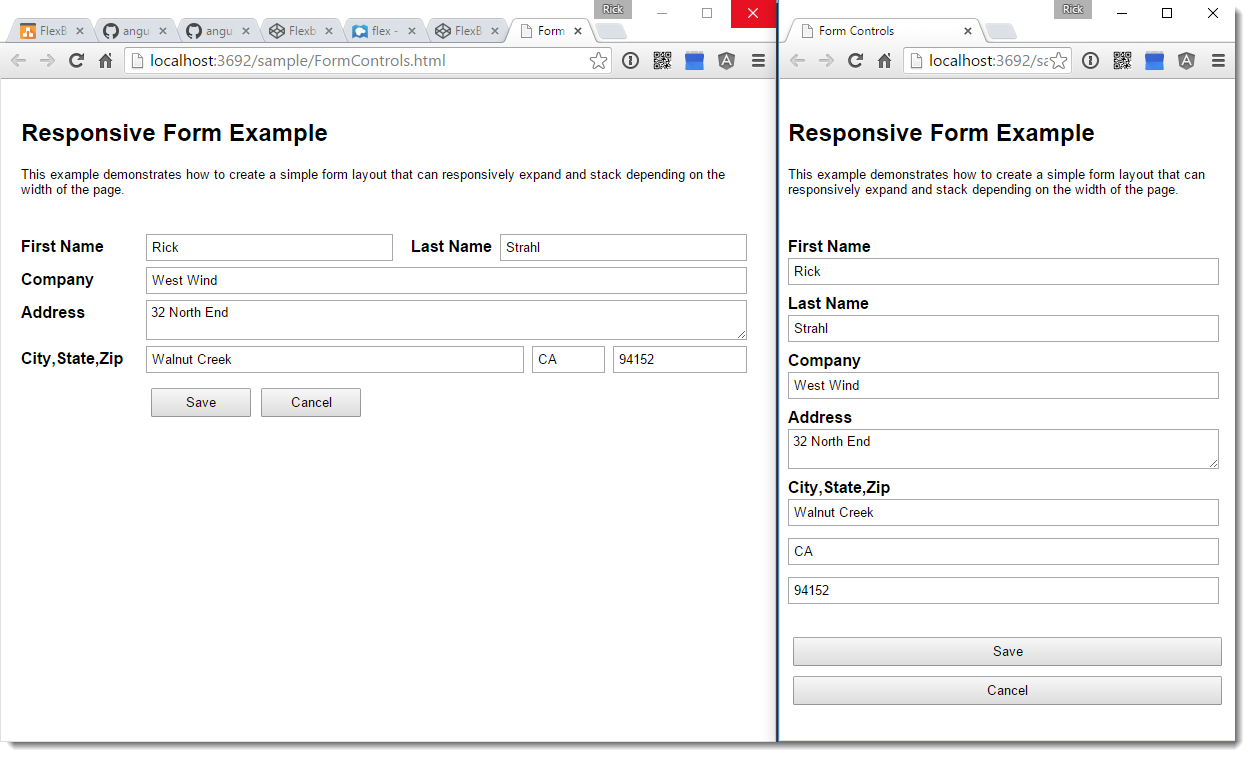 Rick
FlexB
angu
angu
Flexb
flex -
FlexB
Form
localhost:3692/sample/FormControls.html
Responsive Form Example
This example demonstrates how to create a simple form layout that can responsively expand and stack depending on the
width of the page.
First Name Rick Last Name Strahl
Company West Wind
Address 32 North End
City,State,Zip Walnut Creek CA 94152
Save Cancel
Rick
Form Controls
localhost:3692/sa
Responsive Form Example
This example demonstrates how to create a simple form layout that can
responsively expand and stack depending on the width of the page.
First Name
Rick
Last Name
Strahl
Company
West Wind
Address
32 North End
City,State,Zip
Walnut Creek
CA
94152
Save
Cancel